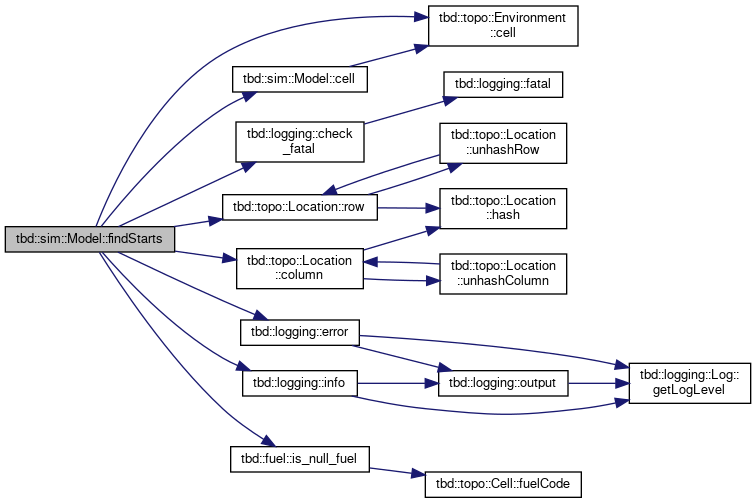 tbd::topo::Environment
::cell
tbd::sim::Model::cell
tbd::logging::fatal
tbd::logging::check
_fatal
tbd::topo::Location
::unhashRow
tbd::topo::Location::row
tbd::topo::Location
::hash
tbd::sim::Model::findStarts
tbd::topo::Location
::column
tbd::topo::Location
::unhashColumn
tbd::logging::error
tbd::logging::info
tbd::logging::output
tbd::logging::Log::
getLogLevel
tbd::fuel::is_null_fuel
tbd::topo::Cell::fuelCode